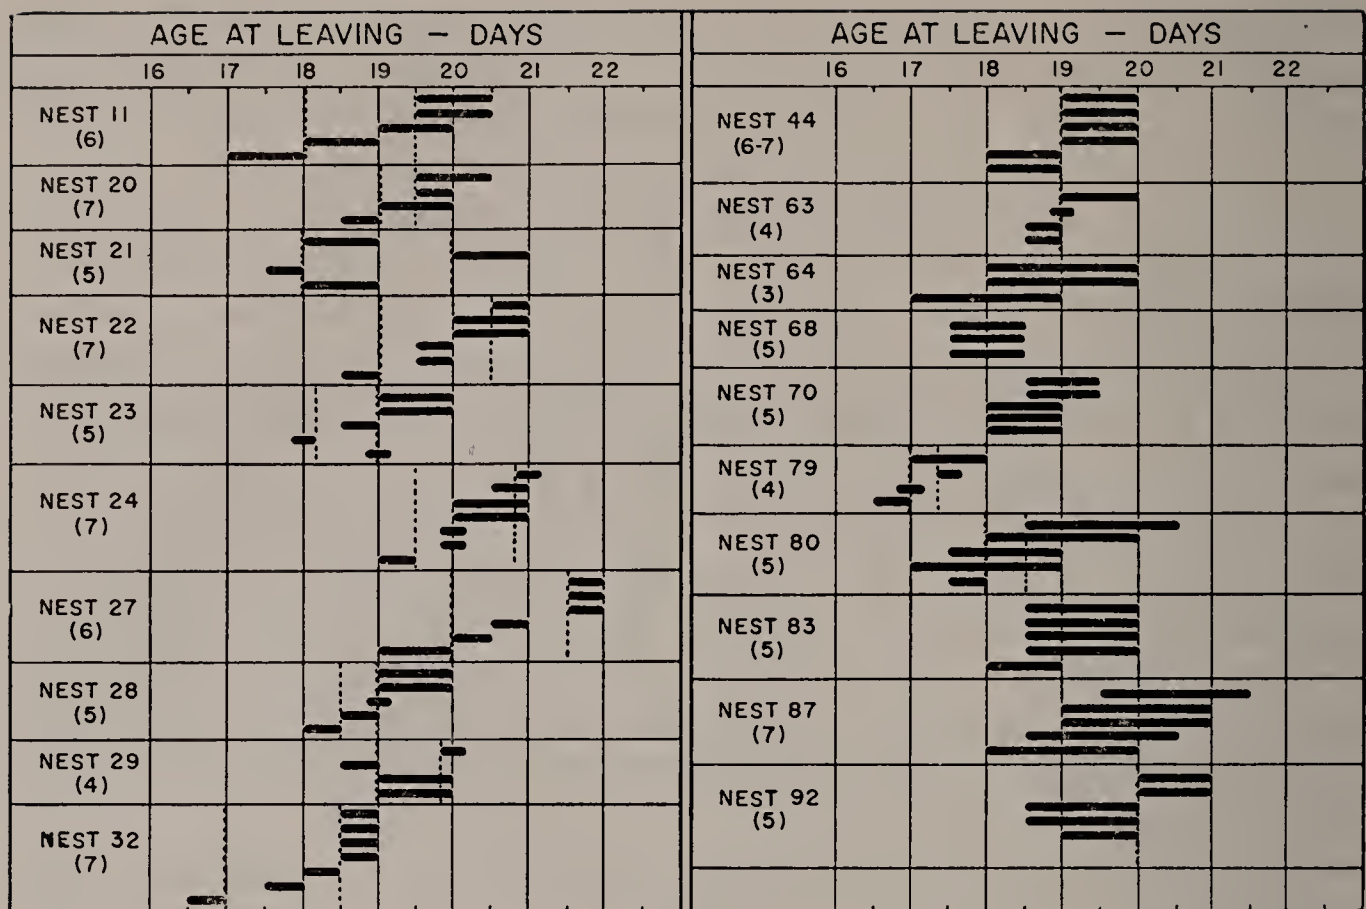 AGE AT LEAVING – DAYS
16 17 18 19 20 21 22
NEST 11
(6)
NEST 20
(7)
NEST 21
(5)
NEST 22
(7)
NEST 23
(5)
NEST 24
(7)
NEST 27
(6)
NEST 28
(5)
NEST 29
(4)
NEST 32
(7)
AGE AT LEAVING – DAYS
16 17 18 19 20 21 22
NEST 44
(6-7)
NEST 63
(4)
NEST 64
(3)
NEST 68
(5)
NEST 70
(5)
NEST 79
(4)
NEST 80
(5)
NEST 83
(5)
NEST 87
(7)
NEST 92
(5)